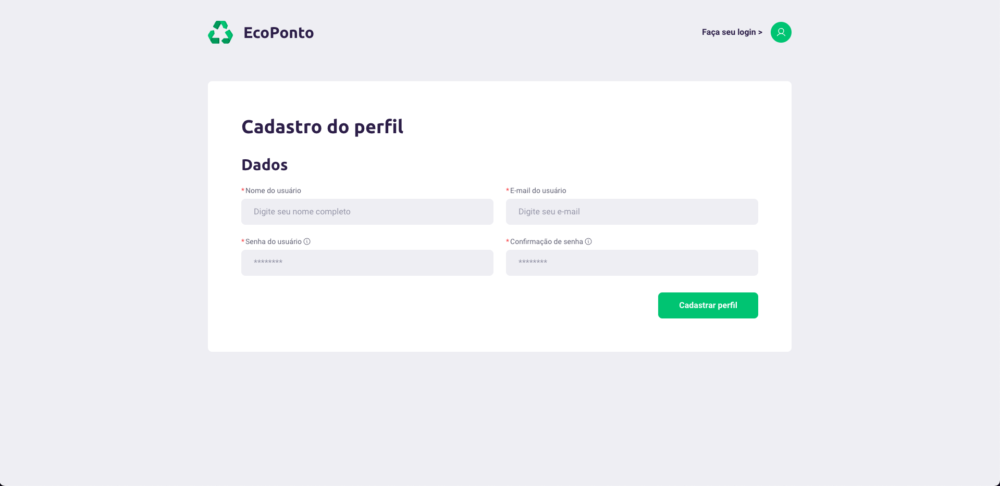 EcoPonto
Faça seu login >
Cadastro do perfil
Dados
*Nome do usuário
*E-mail do usuário
Digite seu nome completo
Digite seu e-mail
*Senha do usuário
*Confirmação de senha
********
********
Cadastrar perfil